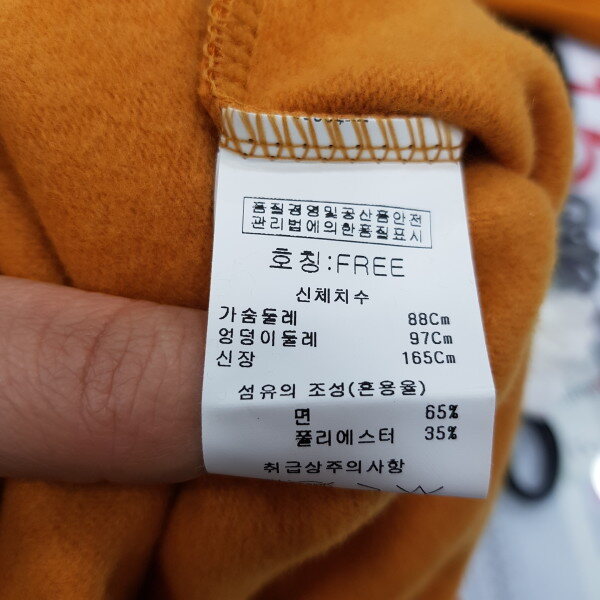 품질경영및공산품안전
관리법에의한품질표시
호칭:FREE
신체치수
가슴둘레 88Cm
엉덩이둘레 97Cm
신장 165Cm
섬유의 조성(혼용율)
면 65%
폴리에스터 35%
취급상주의사항